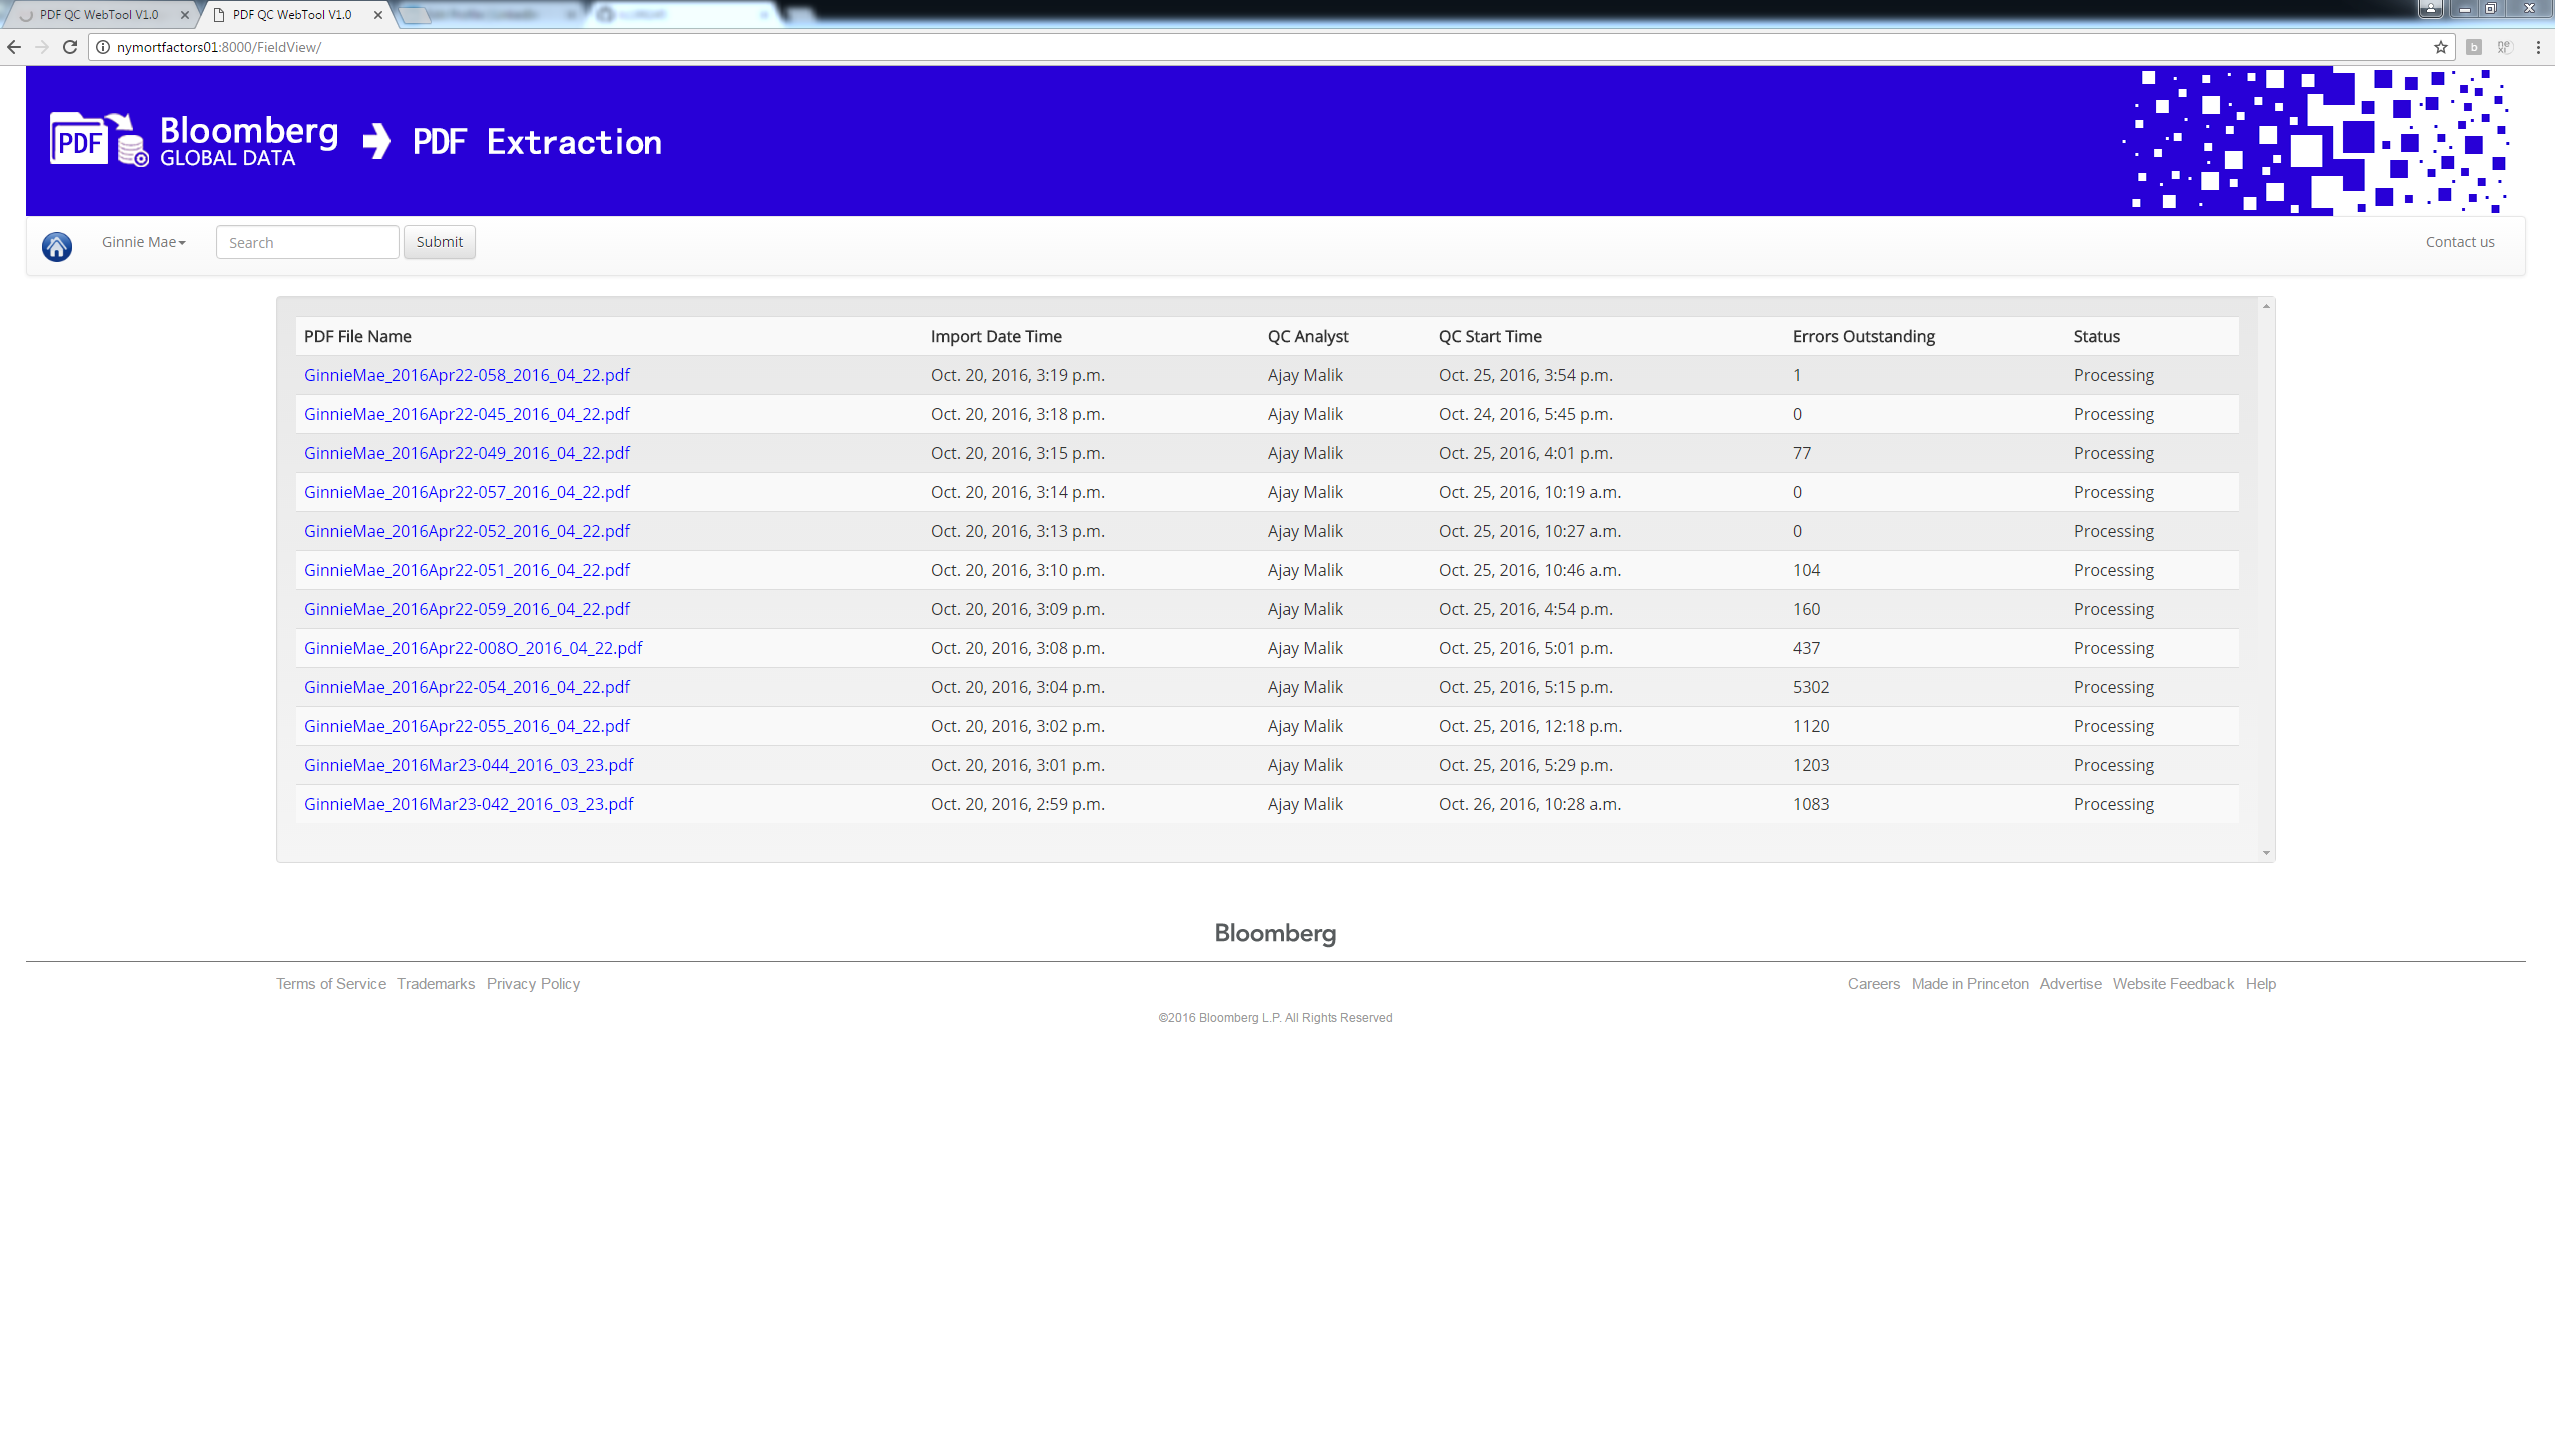 PDF QC WebTool V1.0 PDF QC WebTool V1.0
nymortfactors01:8000/FieldView/
PDF Bloomberg GLOBAL DATA PDF Extraction
Ginnie Mae Search Submit Contact us
PDF File Name Import Date Time QC Analyst QC Start Time Errors Outstanding Status
GinnieMae_2016Apr22-058_2016_04_22.pdf Oct. 20, 2016, 3:19 p.m. Ajay Malik Oct. 25, 2016, 3:54 p.m. 1 Processing
GinnieMae_2016Apr22-045_2016_04_22.pdf Oct. 20, 2016, 3:18 p.m. Ajay Malik Oct. 24, 2016, 5:45 p.m. 0 Processing
GinnieMae_2016Apr22-049_2016_04_22.pdf Oct. 20, 2016, 3:15 p.m. Ajay Malik Oct. 25, 2016, 4:01 p.m. 77 Processing
GinnieMae_2016Apr22-057_2016_04_22.pdf Oct. 20, 2016, 3:14 p.m. Ajay Malik Oct. 25, 2016, 10:19 a.m. 0 Processing
GinnieMae_2016Apr22-052_2016_04_22.pdf Oct. 20, 2016, 3:13 p.m. Ajay Malik Oct. 25, 2016, 10:27 a.m. 0 Processing
GinnieMae_2016Apr22-051_2016_04_22.pdf Oct. 20, 2016, 3:10 p.m. Ajay Malik Oct. 25, 2016, 10:46 a.m. 104 Processing
GinnieMae_2016Apr22-059_2016_04_22.pdf Oct. 20, 2016, 3:09 p.m. Ajay Malik Oct. 25, 2016, 4:54 p.m. 160 Processing
GinnieMae_2016Apr22-008O_2016_04_22.pdf Oct. 20, 2016, 3:08 p.m. Ajay Malik Oct. 25, 2016, 5:01 p.m. 437 Processing
GinnieMae_2016Apr22-054_2016_04_22.pdf Oct. 20, 2016, 3:04 p.m. Ajay Malik Oct. 25, 2016, 5:15 p.m. 5302 Processing
GinnieMae_2016Apr22-055_2016_04_22.pdf Oct. 20, 2016, 3:02 p.m. Ajay Malik Oct. 25, 2016, 12:18 p.m. 1120 Processing
GinnieMae_2016Mar23-044_2016_03_23.pdf Oct. 20, 2016, 3:01 p.m. Ajay Malik Oct. 25, 2016, 5:29 p.m. 1203 Processing
GinnieMae_2016Mar23-042_2016_03_23.pdf Oct. 20, 2016, 2:59 p.m. Ajay Malik Oct. 26, 2016, 10:28 a.m. 1083 Processing
Bloomberg
Terms of Service Trademarks Privacy Policy Careers Made in Princeton Advertise Website Feedback Help
©2016 Bloomberg L.P. All Rights Reserved